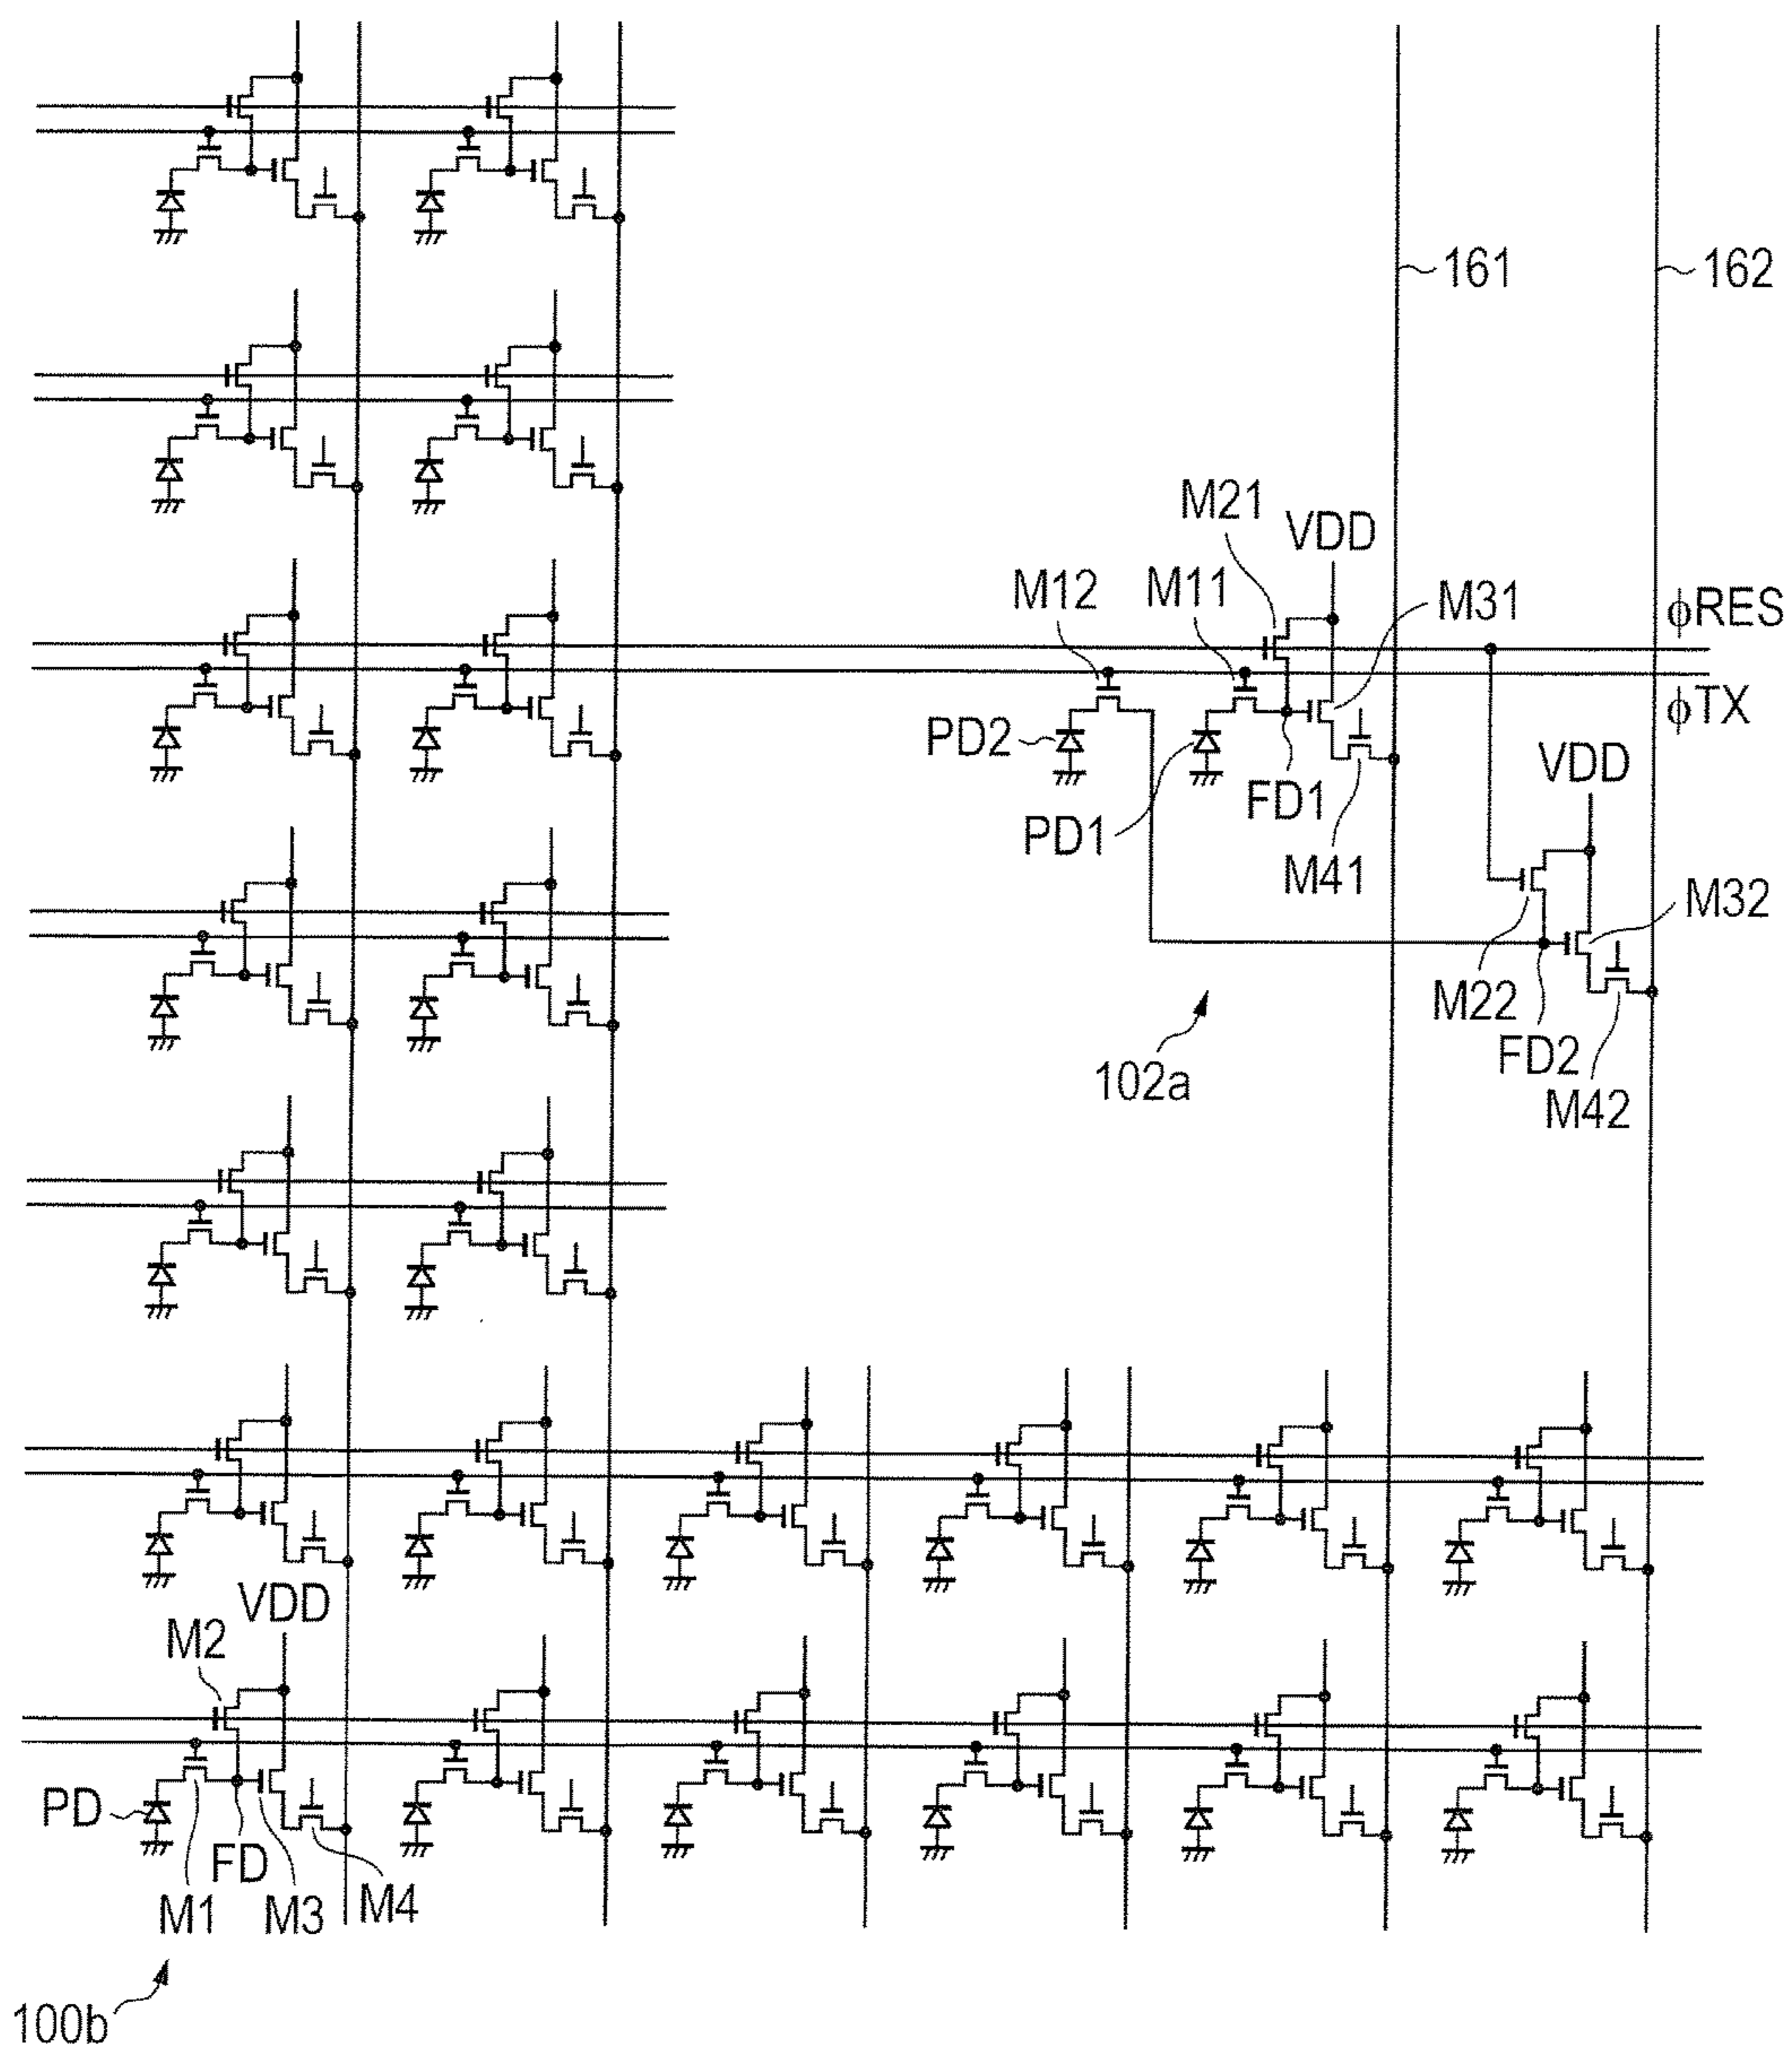 161
162
M21
VDD
M12
M11
M31
ϕRES
ϕTX
PD2
VDD
FD1
PD1
M41
M32
M22
FD2
102a
M42
VDD
M2
PD
FD
M1
M3
M4
100b